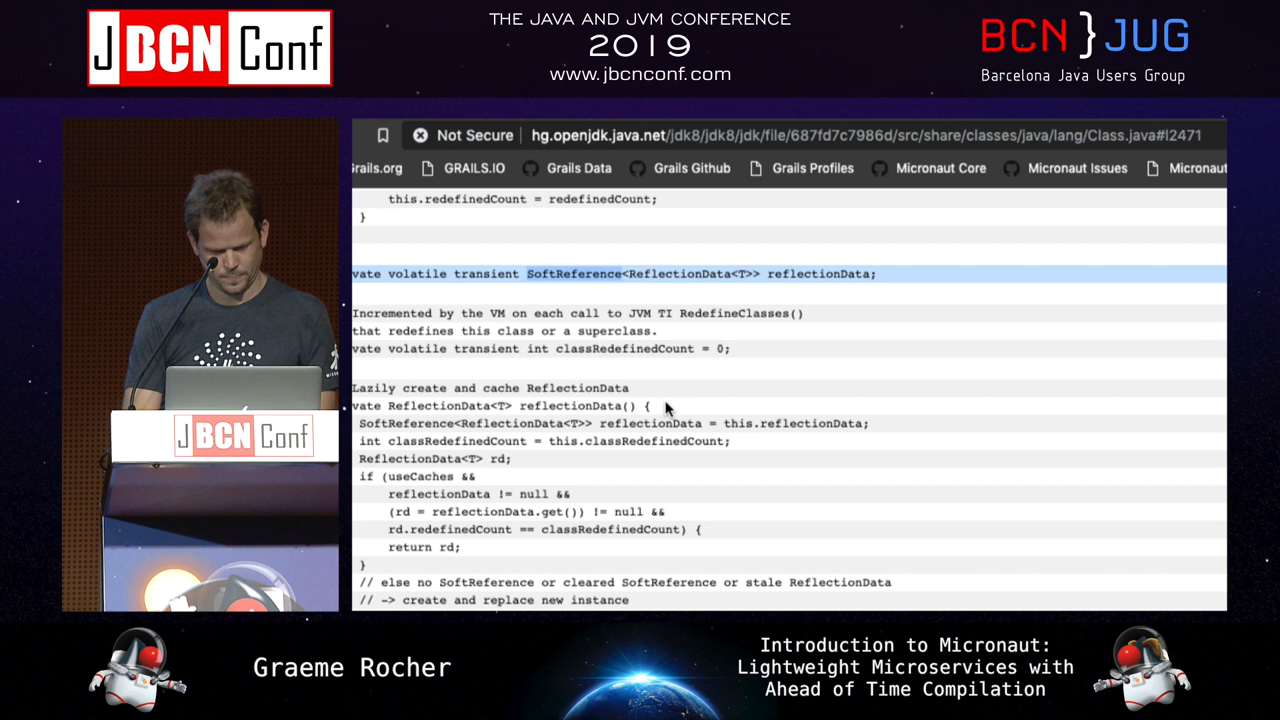 JBCNConf
THE JAVA AND JVM CONFERENCE
2019
www.jbcnconf.com
BCN}JUG
Barcelona Java Users Group
Not Secure | hg.openjdk.java.net/jdk8/jdk8/jdk/file/687fd7c7986d/src/share/classes/java/lang/Class.java#l2471
Grails.org GRAILS.IO Grails Data Grails Github Grails Profiles Micronaut Core Micronaut Issues Micronaut
this.redefinedCount = redefinedCount;
}
vate volatile transient SoftReference<ReflectionData<T>> reflectionData;
Incremented by the VM on each call to JVM TI RedefineClasses()
that redefines this class or a superclass.
vate volatile transient int classRedefinedCount = 0;
Lazily create and cache ReflectionData
vate ReflectionData<T> reflectionData() {
SoftReference<ReflectionData<T>> reflectionData = this.reflectionData;
int classRedefinedCount = this.classRedefinedCount;
ReflectionData<T> rd;
if (useCaches &&
reflectionData != null &&
(rd = reflectionData.get()) != null &&
rd.redefinedCount == classRedefinedCount) {
return rd;
}
// else no SoftReference or cleared SoftReference or stale ReflectionData
// -> create and replace new instance
JBCNConf
Graeme Rocher
Introduction to Micronaut:
Lightweight Microservices with
Ahead of Time Compilation